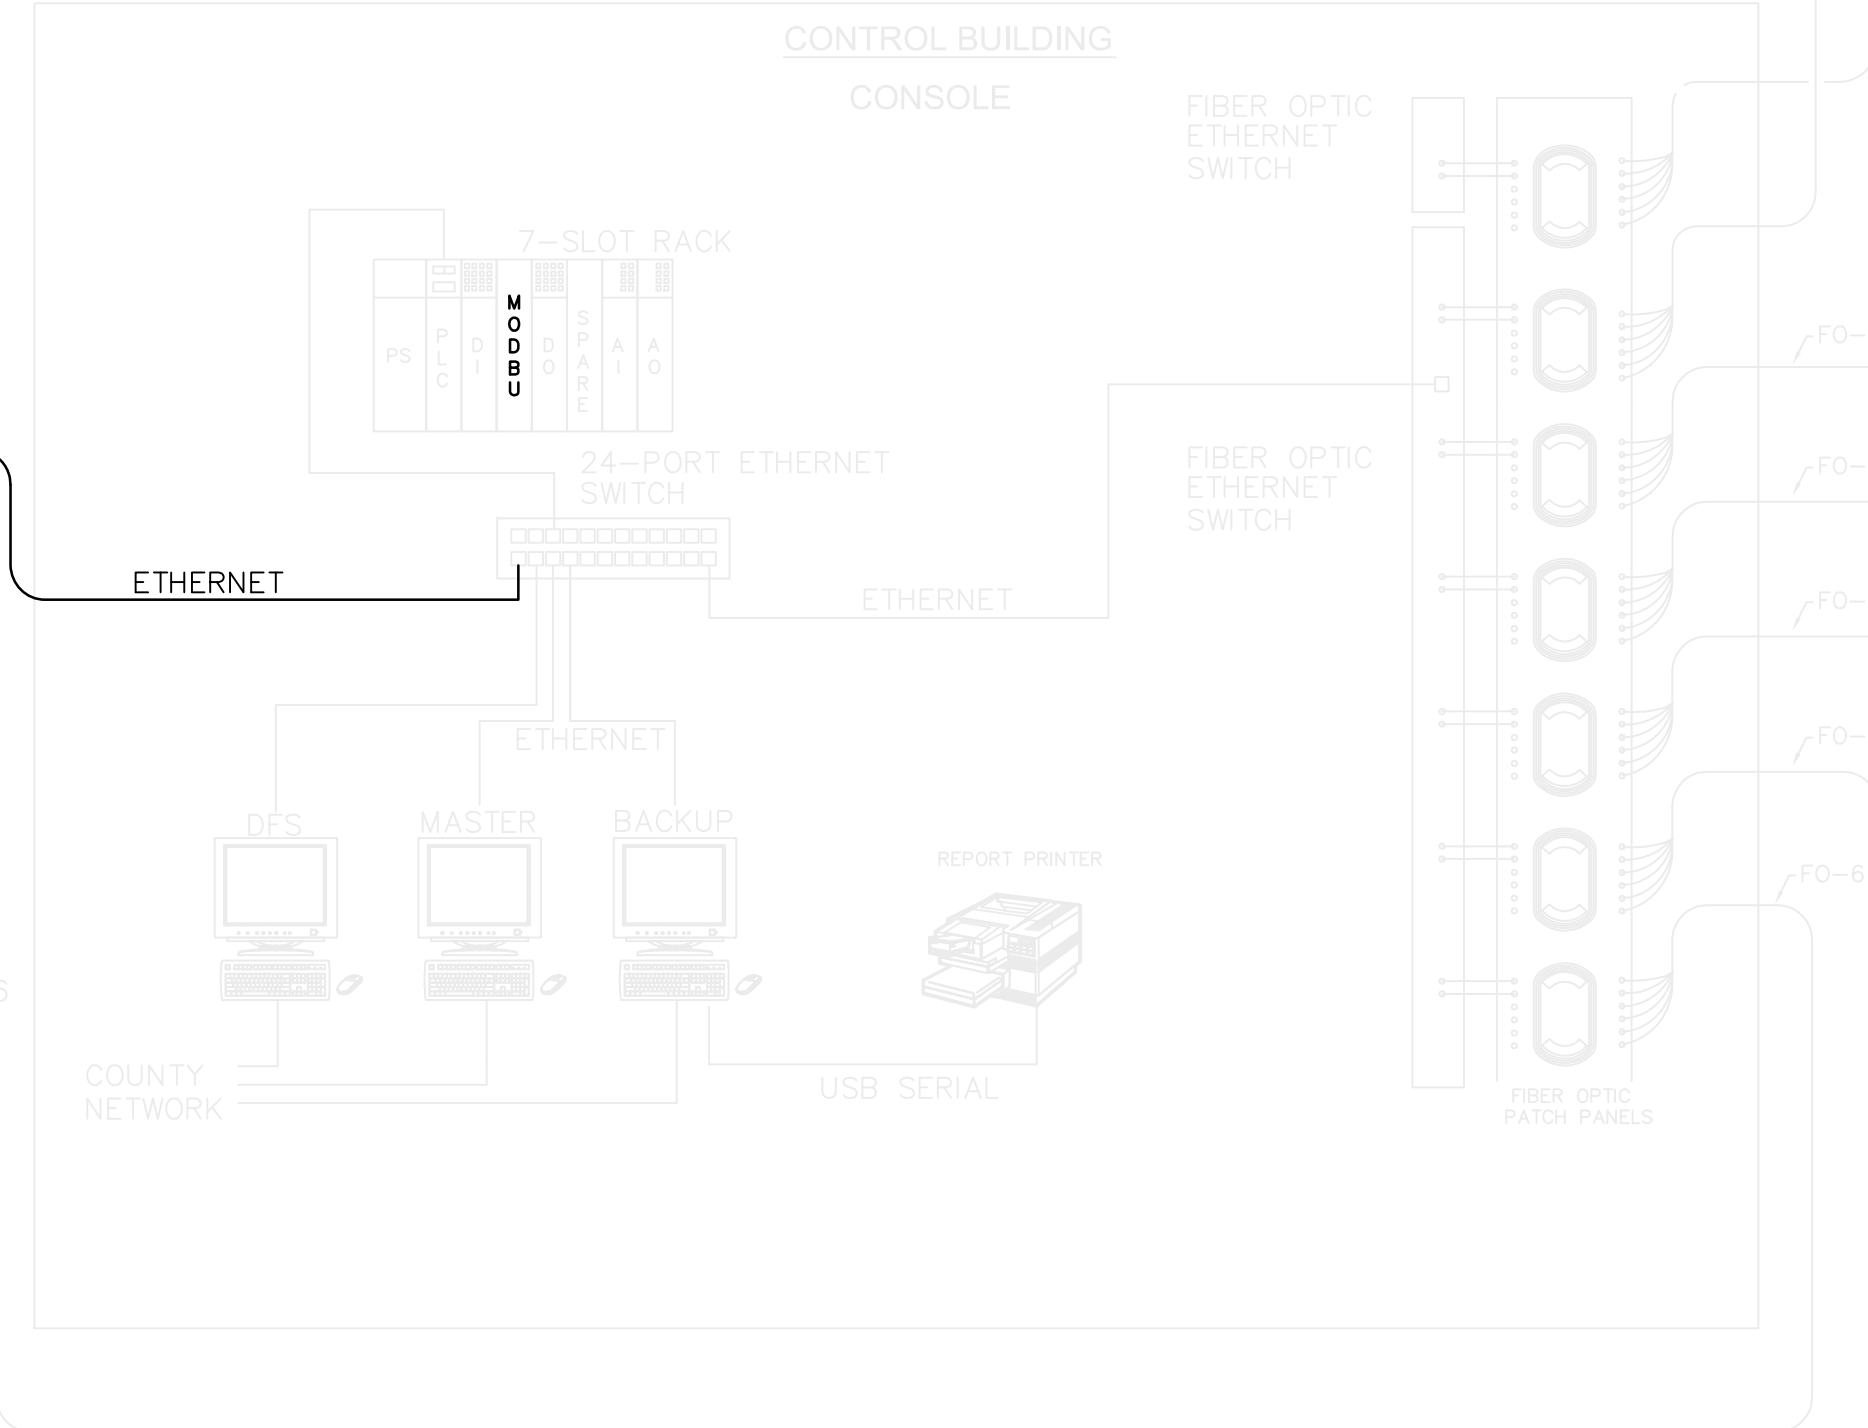 CONTROL BUILDING
CONSOLE
FIBER OPTIC
ETHERNET
SWITCH
7-SLOT RACK
PS
PLC
DI
MODBU
DO
SPARE
AI
AO
24-PORT ETHERNET
SWITCH
FIBER OPTIC
ETHERNET
SWITCH
FO-
FO-
FO-
FO-
FO-6
ETHERNET
ETHERNET
ETHERNET
DFS
MASTER
BACKUP
REPORT PRINTER
COUNTY
NETWORK
USB SERIAL
FIBER OPTIC
PATCH PANELS